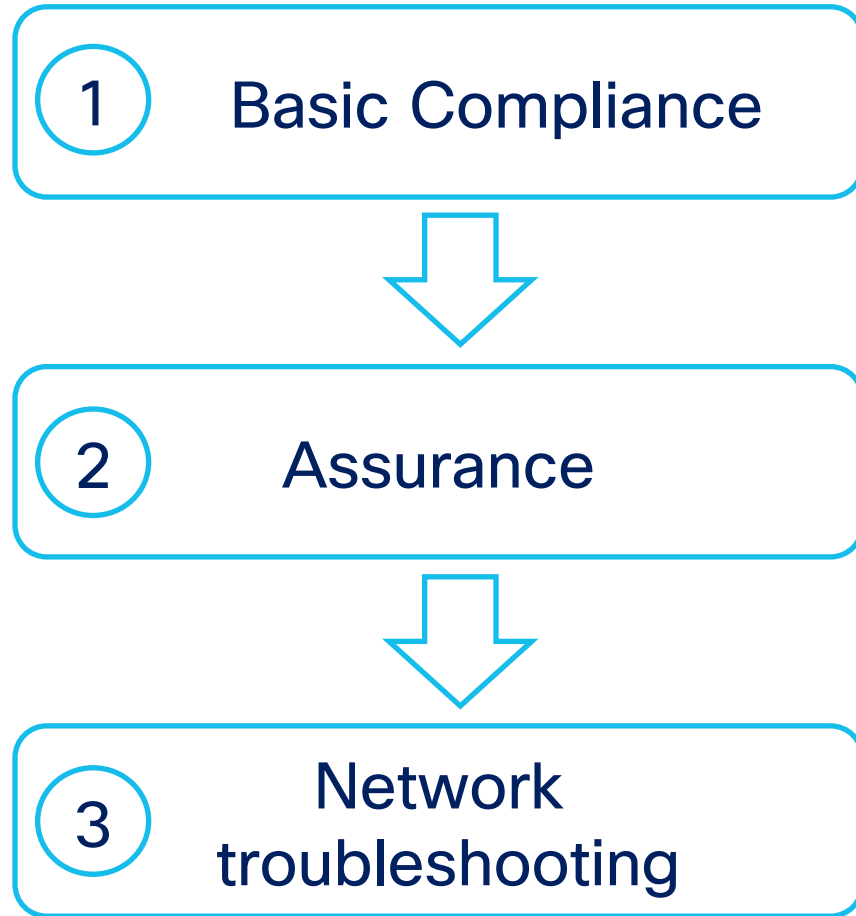 1
Basic Compliance
2
Assurance
3
Network
troubleshooting